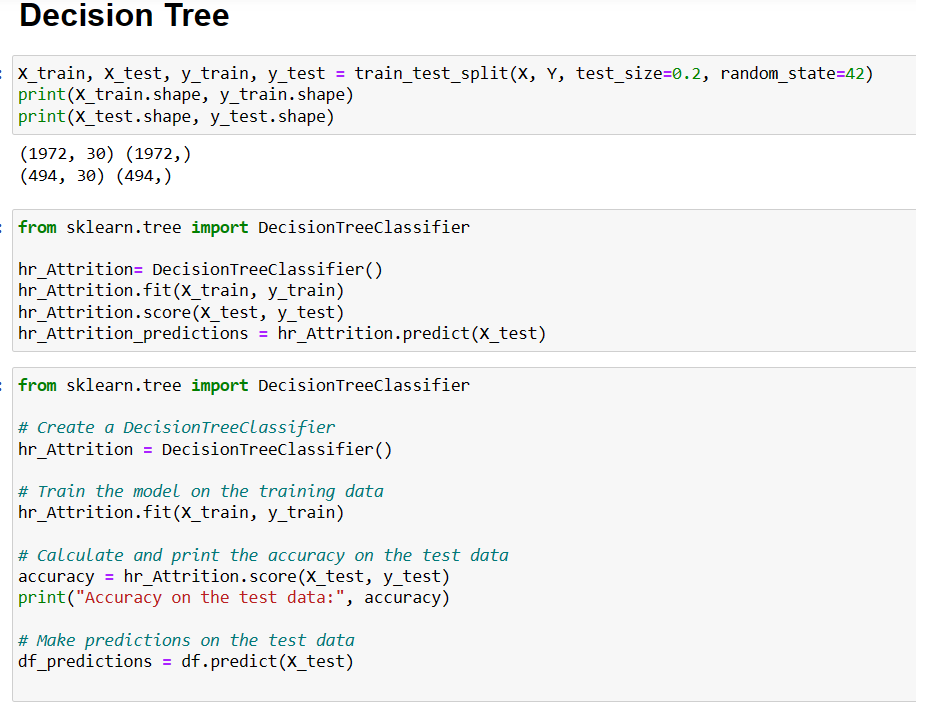 Decision Tree
X_train, X_test, y_train, y_test = train_test_split(X, Y, test_size=0.2, random_state=42)
print(X_train.shape, y_train.shape)
print(X_test.shape, y_test.shape)
(1972, 30) (1972,)
(494, 30) (494,)
from sklearn.tree import DecisionTreeClassifier
hr_Attrition= DecisionTreeClassifier()
hr_Attrition.fit(X_train, y_train)
hr_Attrition.score(X_test, y_test)
hr_Attrition_predictions = hr_Attrition.predict(X_test)
from sklearn.tree import DecisionTreeClassifier
# Create a DecisionTreeClassifier
hr_Attrition = DecisionTreeClassifier()
# Train the model on the training data
hr_Attrition.fit(X_train, y_train)
# Calculate and print the accuracy on the test data
accuracy = hr_Attrition.score(X_test, y_test)
print("Accuracy on the test data:", accuracy)
# Make predictions on the test data
df_predictions = df.predict(X_test)